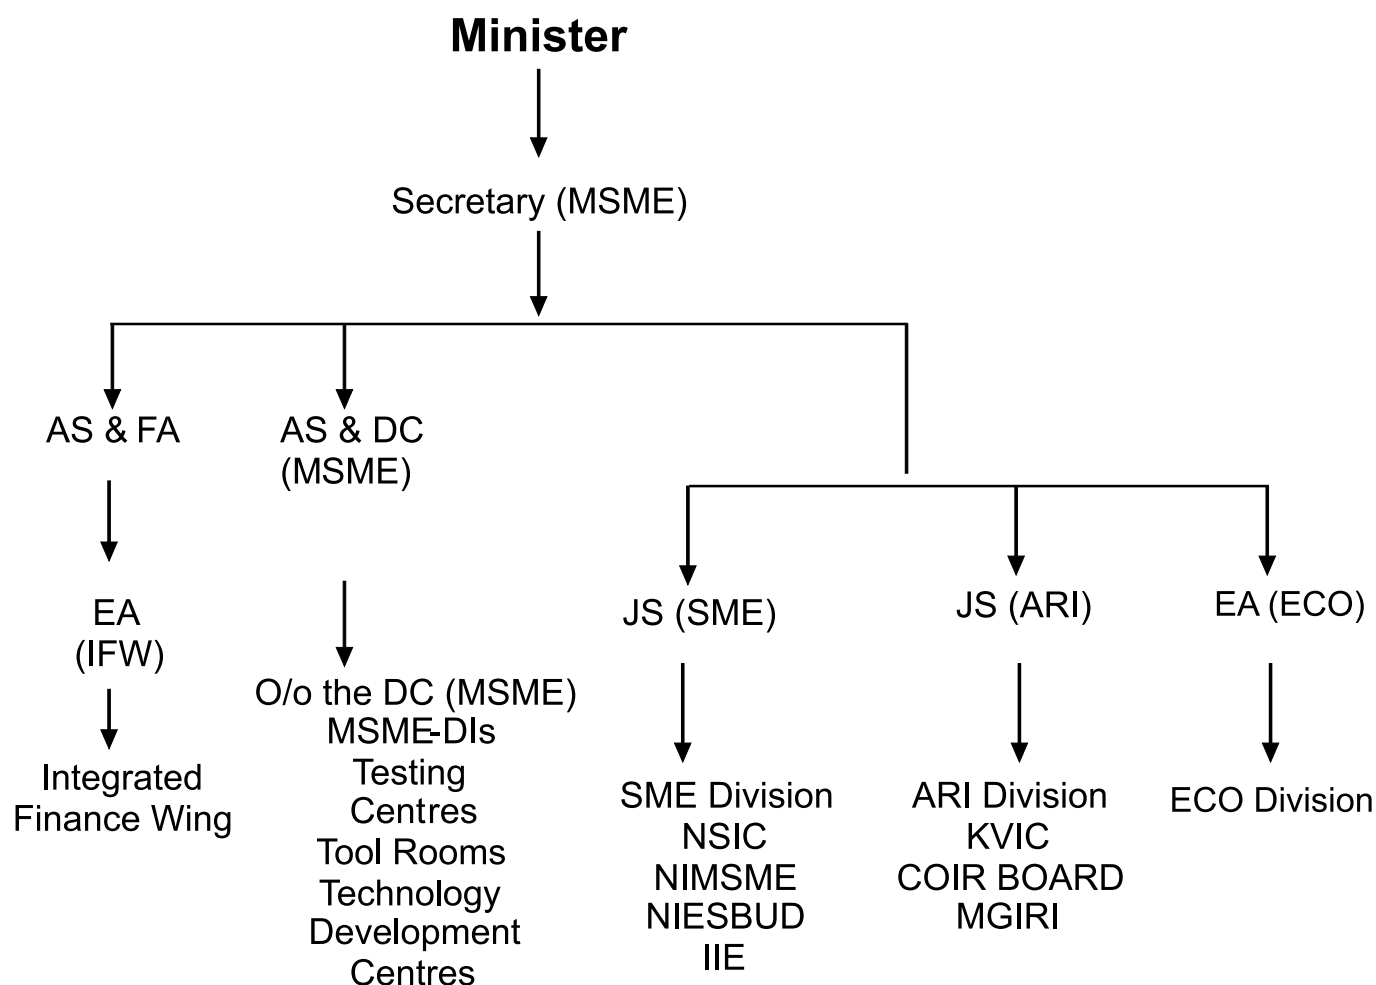 Minister
Secretary (MSME)
AS & FA
AS & DC
(MSME)
EA
(IFW)
JS (SME)
JS (ARI)
EA (ECO)
Integrated
Finance Wing
O/o the DC (MSME)
MSME-DIs
Testing
Centres
Tool Rooms
Technology
Development
Centres
SME Division
NSIC
NIMSME
NIESBUD
IIE
ARI Division
KVIC
COIR BOARD
MGIRI
ECO Division